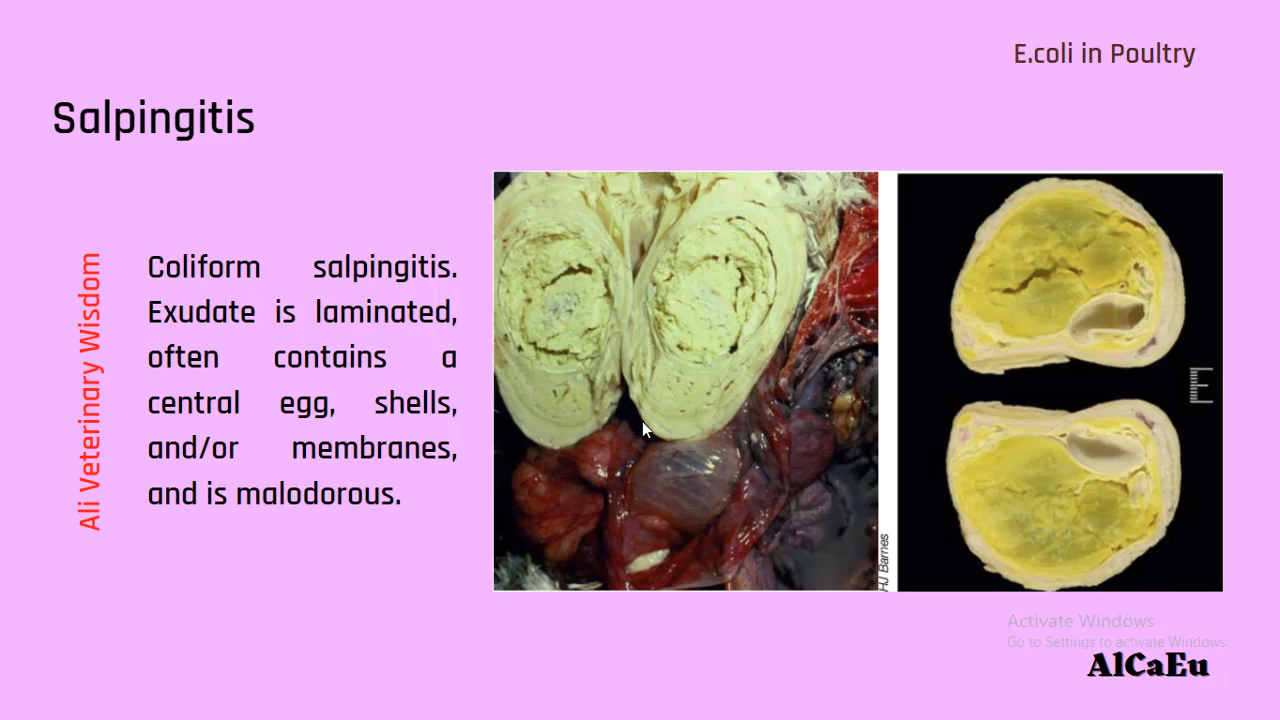 E.coli in Poultry
Salpingitis
Ali Veterinary Wisdom
Coliform salpingitis.
Exudate is laminated,
often contains a
central egg, shells,
and/or membranes,
and is malodorous.
HJ Barnes
Activate Windows
Go to Settings to activate Windows.
AlCaEu